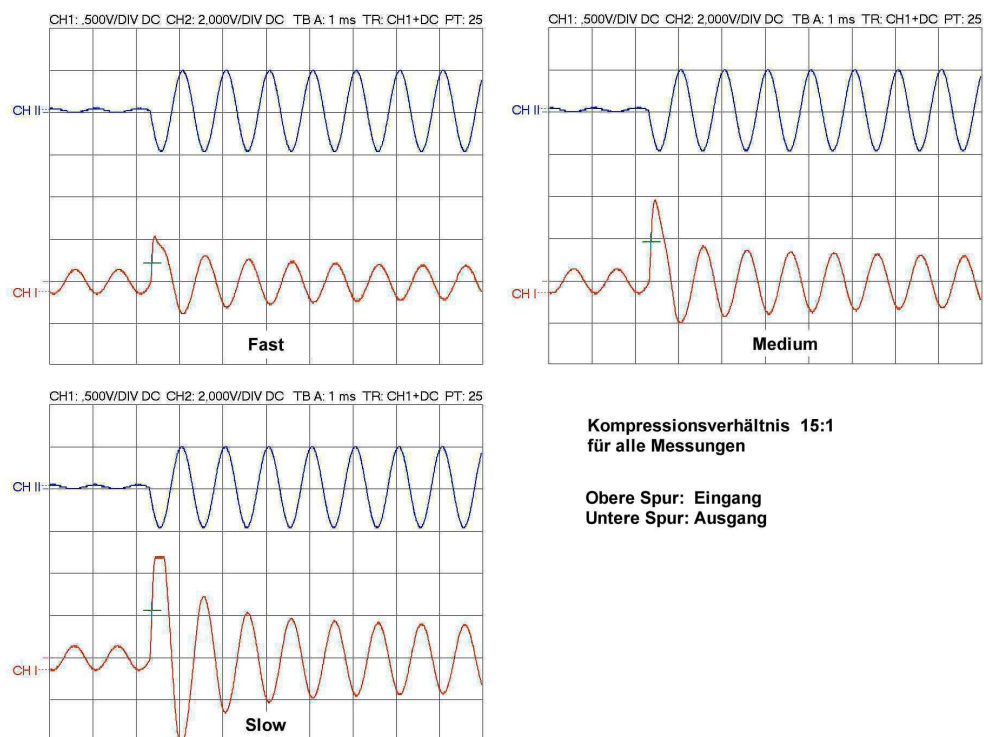 CH1: ,500V/DIV DC CH2: 2,000V/DIV DC TB A: 1 ms TR: CH1+DC PT: 25
CH II
CH I
Fast
CH1: ,500V/DIV DC CH2: 2,000V/DIV DC TB A: 1 ms TR: CH1+DC PT: 25
CH II
CH I
Medium
CH1: ,500V/DIV DC CH2: 2,000V/DIV DC TB A: 1 ms TR: CH1+DC PT: 25
CH II
CH I
Slow
Kompressionsverhältnis 15:1
für alle Messungen
Obere Spur: Eingang
Untere Spur: Ausgang